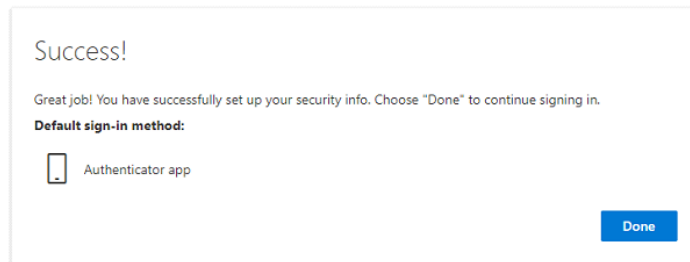 Success!
Great job! You have successfully set up your security info. Choose "Done" to continue signing in.
Default sign-in method:
Authenticator app
Done